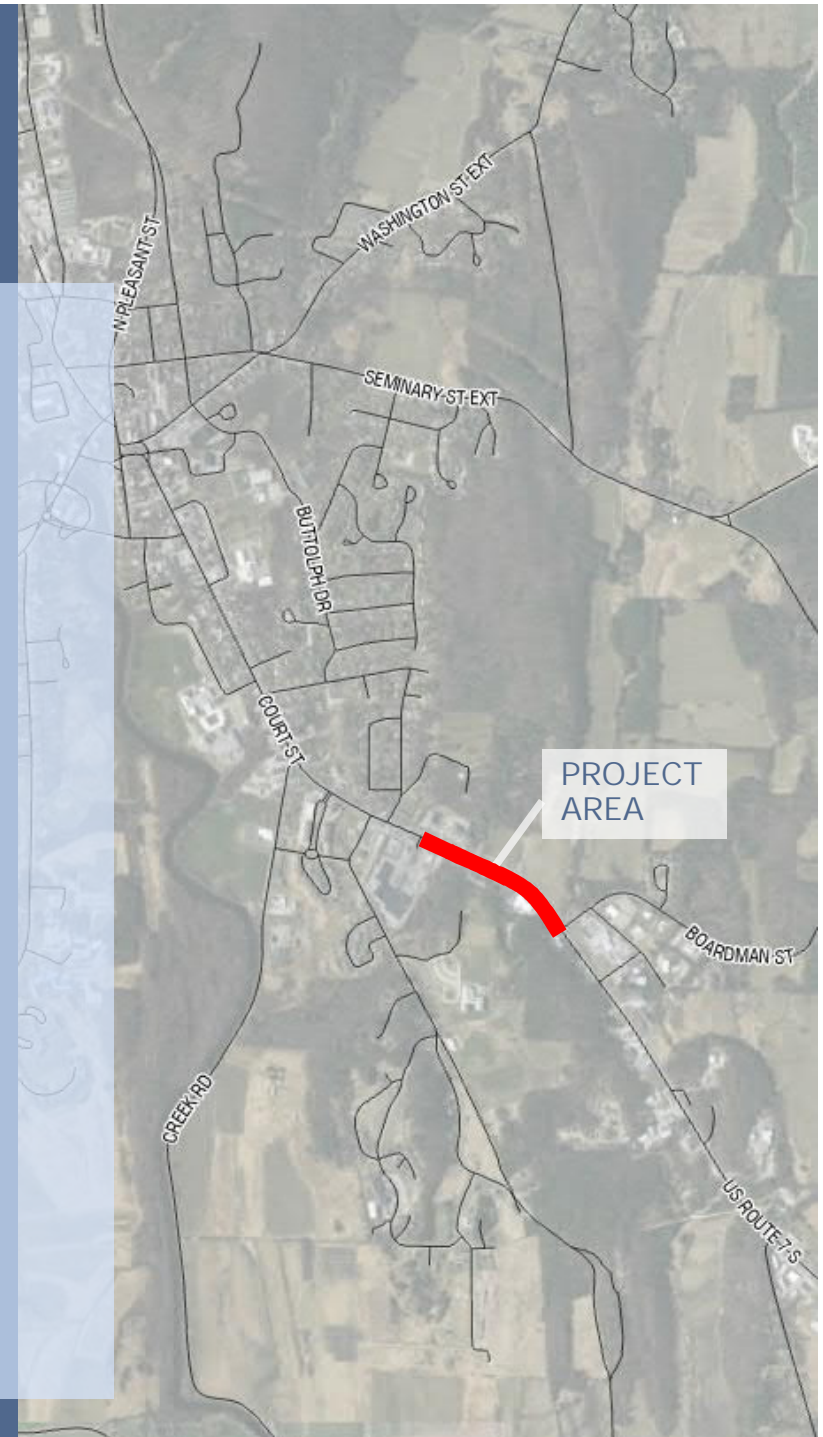 WASHINGTON ST EXT
N PLEASANT ST
SEMINARY ST EXT
BUTTOLPH DR
COURT ST
PROJECT
AREA
BOARDMAN ST
CREEK RD
US ROUTE 7 S